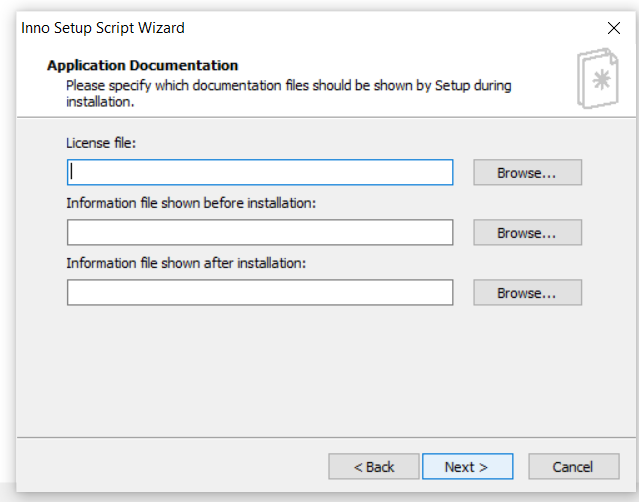 Inno Setup Script Wizard
Application Documentation
Please specify which documentation files should be shown by Setup during
installation.
License file:
Browse...
Information file shown before installation:
Browse...
Information file shown after installation:
Browse...
< Back
Next >
Cancel